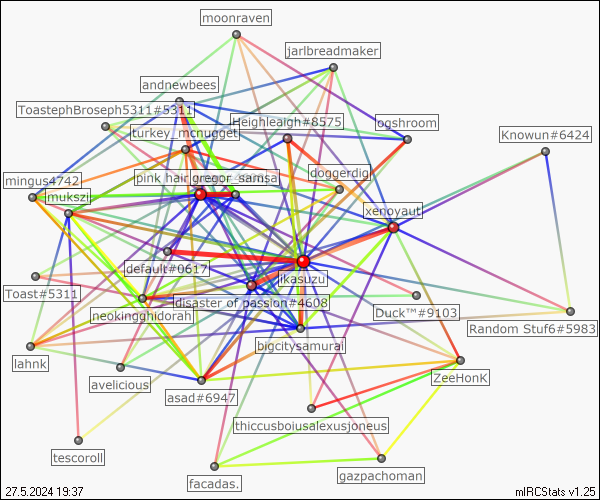 moonraven
jarlbreadmaker
andnewbees
ToastephBroseph5311#5311
Heighleagh#8575
ogshroom
turkey_mcnugget
Knowun#6424
pink hair gregor_samsa
doggerdig
mingus4742
mukszi
xenoyaut
default#0617
ikasuzu
Toast#5311
disaster of passion#4608
neokingghidorah
Duck™#9103
Random Stuf6#5983
bigcitysamurai
lahnk
avelicious
asad#6947
ZeeHonK
thiccusboiusalexusjoneus
tescoroll
facadas.
gazpachoman
27.5.2024 19:37
mIRCStats v1.25